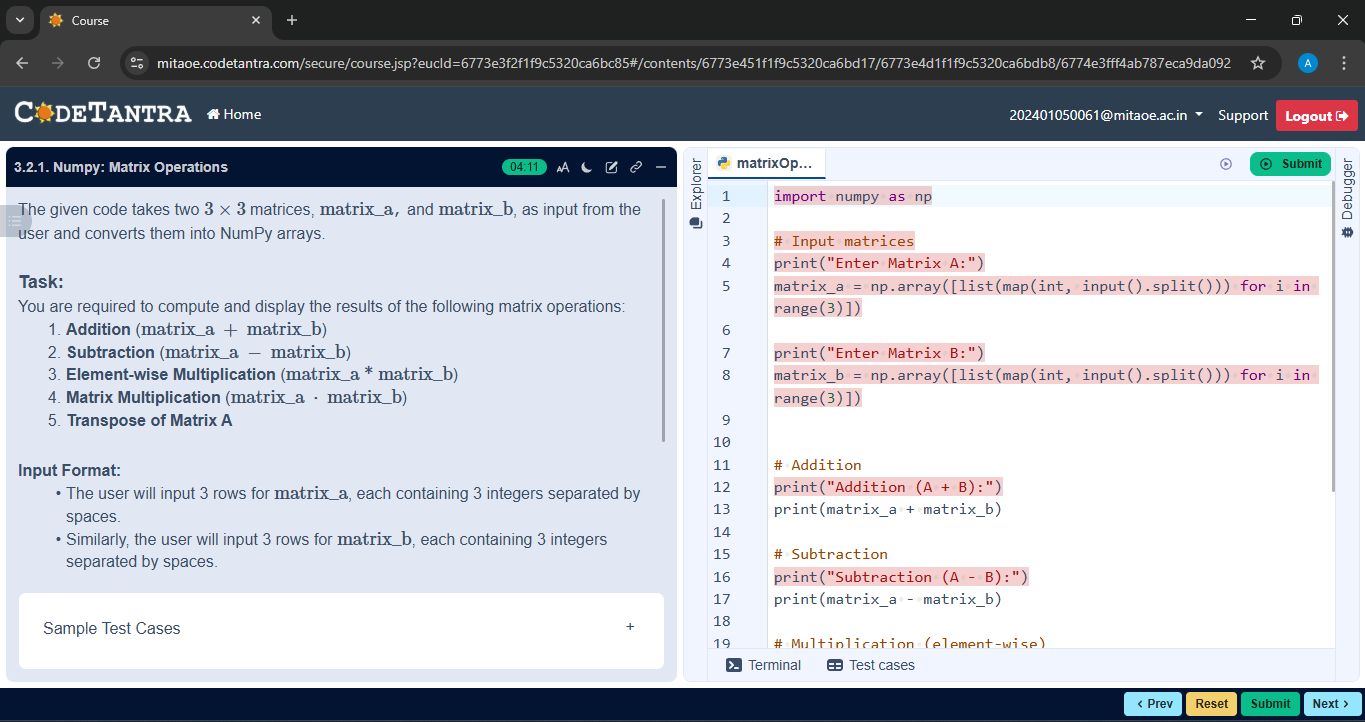 Course
mitaoe.codetantra.com/secure/course.jsp?eucId=6773e3f2f1f9c5320ca6bc85#/contents/6773e451f1f9c5320ca6bd17/6773e4d1f1f9c5320ca6bdb8/6774e3fff4ab787eca9da092
A
CODETANTRA
Home
202401050061@mitaoe.ac.in
Support
Logout
3.2.1. Numpy: Matrix Operations
04:11
AA
The given code takes two 3 × 3 matrices, matrix_a, and matrix_b, as input from the
user and converts them into NumPy arrays.
Task:
You are required to compute and display the results of the following matrix operations:
1. Addition (matrix_a + matrix_b)
2. Subtraction (matrix_a − matrix_b)
3. Element-wise Multiplication (matrix_a * matrix_b)
4. Matrix Multiplication (matrix_a · matrix_b)
5. Transpose of Matrix A
Input Format:
• The user will input 3 rows for matrix_a, each containing 3 integers separated by
spaces.
• Similarly, the user will input 3 rows for matrix_b, each containing 3 integers
separated by spaces.
Sample Test Cases
+
Explorer
matrixOp...
Submit
Debugger
1 import numpy as np
2
3 # Input matrices
4 print("Enter Matrix A:")
5 matrix_a = np.array([list(map(int, input().split())) for i in
range(3)])
6
7 print("Enter Matrix B:")
8 matrix_b = np.array([list(map(int, input().split())) for i in
range(3)])
9
10
11 # Addition
12 print("Addition (A + B):")
13 print(matrix_a + matrix_b)
14
15 # Subtraction
16 print("Subtraction (A - B):")
17 print(matrix_a - matrix_b)
18
19 # Multiplication (element-wise)
Terminal
Test cases
< Prev
Reset
Submit
Next >